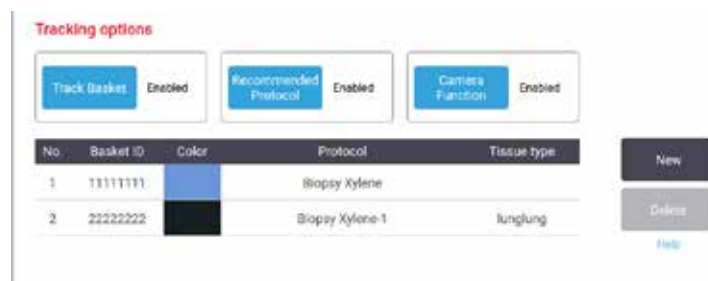 Tracking options
Track Basket Enabled Recommended Protocol Enabled Camera Function Enabled
No. Basket ID Color Protocol Tissue type
1 11111111 Biopsy Xylene
2 22222222 Biopsy Xylene-1 lunglung
New
Delete
Help